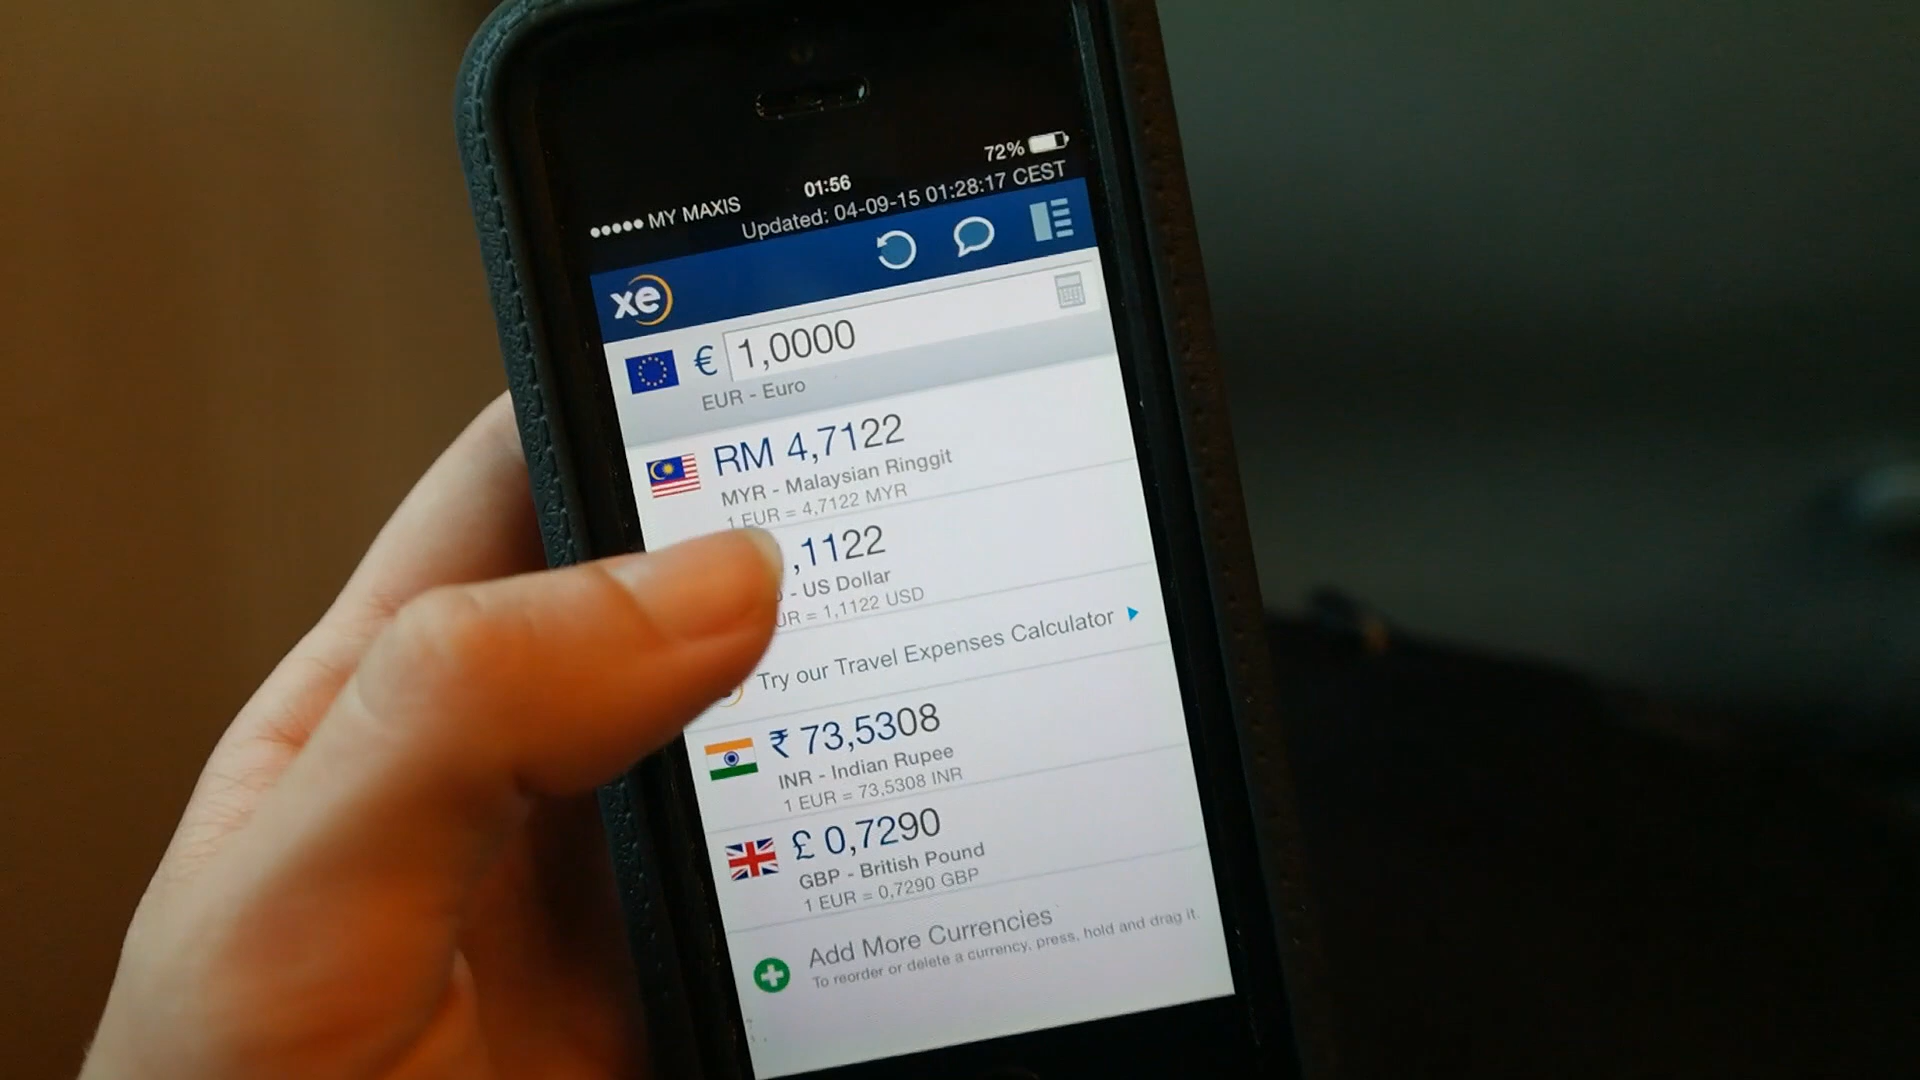 72%
●●●●● MY MAXIS 01:56
Updated: 04-09-15 01:28:17 CEST
xe
€ 1,0000
EUR - Euro
RM 4,7122
MYR - Malaysian Ringgit
1 EUR = 4,7122 MYR
,1122
- US Dollar
= 1,1122 USD
Try our Travel Expenses Calculator
₹ 73,5308
INR - Indian Rupee
1 EUR = 73,5308 INR
£ 0,7290
GBP - British Pound
1 EUR = 0,7290 GBP
Add More Currencies
To reorder or delete a currency, press, hold and drag it.